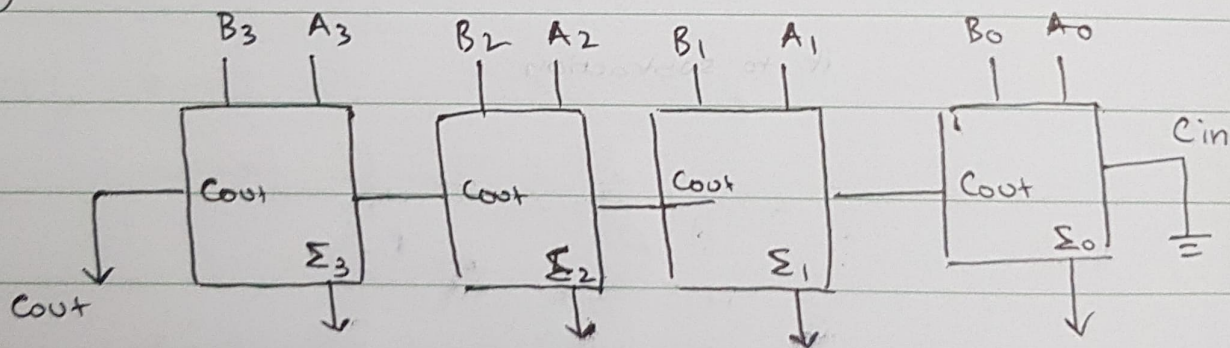 B3 A3 B2 A2 B1 A1 B0 A0
Cin
Cout Cout Cout Cout
Σ3 Σ2 Σ1 Σ0
Cout